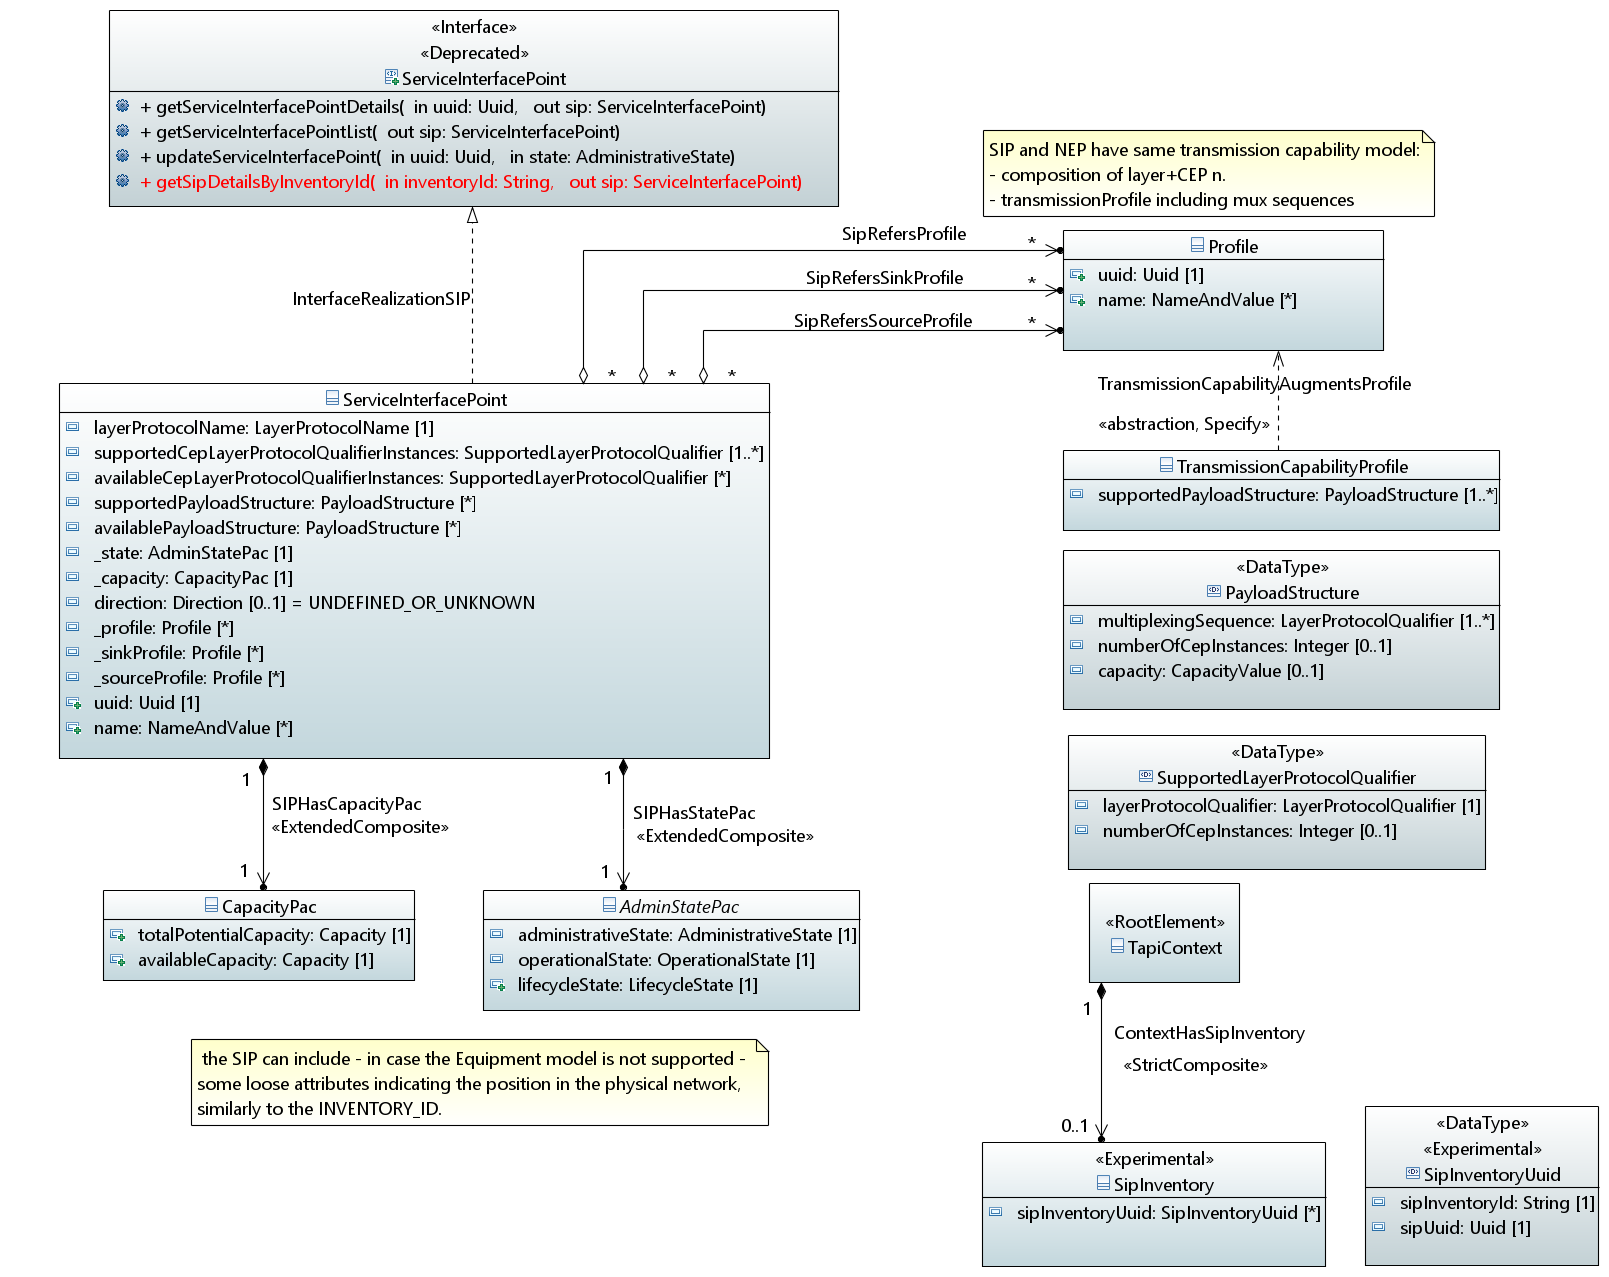 «Interface»
«Deprecated»
ServiceInterfacePoint
+ getServiceInterfacePointDetails( in uuid: Uuid, out sip: ServiceInterfacePoint)
+ getServiceInterfacePointList( out sip: ServiceInterfacePoint)
+ updateServiceInterfacePoint( in uuid: Uuid, in state: AdministrativeState)
+ getSipDetailsByInventoryId( in inventoryId: String, out sip: ServiceInterfacePoint)
SIP and NEP have same transmission capability model:
- composition of layer+CEP n.
- transmissionProfile including mux sequences
SipRefersProfile
*
SipRefersSinkProfile
*
SipRefersSourceProfile
*
InterfaceRealizationSIP
* * *
Profile
uuid: Uuid [1]
name: NameAndValue [*]
TransmissionCapabilityAugmentsProfile
«abstraction, Specify»
ServiceInterfacePoint
layerProtocolName: LayerProtocolName [1]
supportedCepLayerProtocolQualifierInstances: SupportedLayerProtocolQualifier [1..*]
availableCepLayerProtocolQualifierInstances: SupportedLayerProtocolQualifier [*]
supportedPayloadStructure: PayloadStructure [*]
availablePayloadStructure: PayloadStructure [*]
_state: AdminStatePac [1]
_capacity: CapacityPac [1]
direction: Direction [0..1] = UNDEFINED_OR_UNKNOWN
_profile: Profile [*]
_sinkProfile: Profile [*]
_sourceProfile: Profile [*]
uuid: Uuid [1]
name: NameAndValue [*]
TransmissionCapabilityProfile
supportedPayloadStructure: PayloadStructure [1..*]
«DataType»
PayloadStructure
multiplexingSequence: LayerProtocolQualifier [1..*]
numberOfCepInstances: Integer [0..1]
capacity: CapacityValue [0..1]
«DataType»
SupportedLayerProtocolQualifier
layerProtocolQualifier: LayerProtocolQualifier [1]
numberOfCepInstances: Integer [0..1]
1
SIPHasCapacityPac
«ExtendedComposite»
1
1
SIPHasStatePac
«ExtendedComposite»
1
CapacityPac
totalPotentialCapacity: Capacity [1]
availableCapacity: Capacity [1]
AdminStatePac
administrativeState: AdministrativeState [1]
operationalState: OperationalState [1]
lifecycleState: LifecycleState [1]
«RootElement»
TapiContext
1
ContextHasSipInventory
«StrictComposite»
0..1
the SIP can include - in case the Equipment model is not supported -
some loose attributes indicating the position in the physical network,
similarly to the INVENTORY_ID.
«Experimental»
SipInventory
sipInventoryUuid: SipInventoryUuid [*]
«DataType»
«Experimental»
SipInventoryUuid
sipInventoryId: String [1]
sipUuid: Uuid [1]